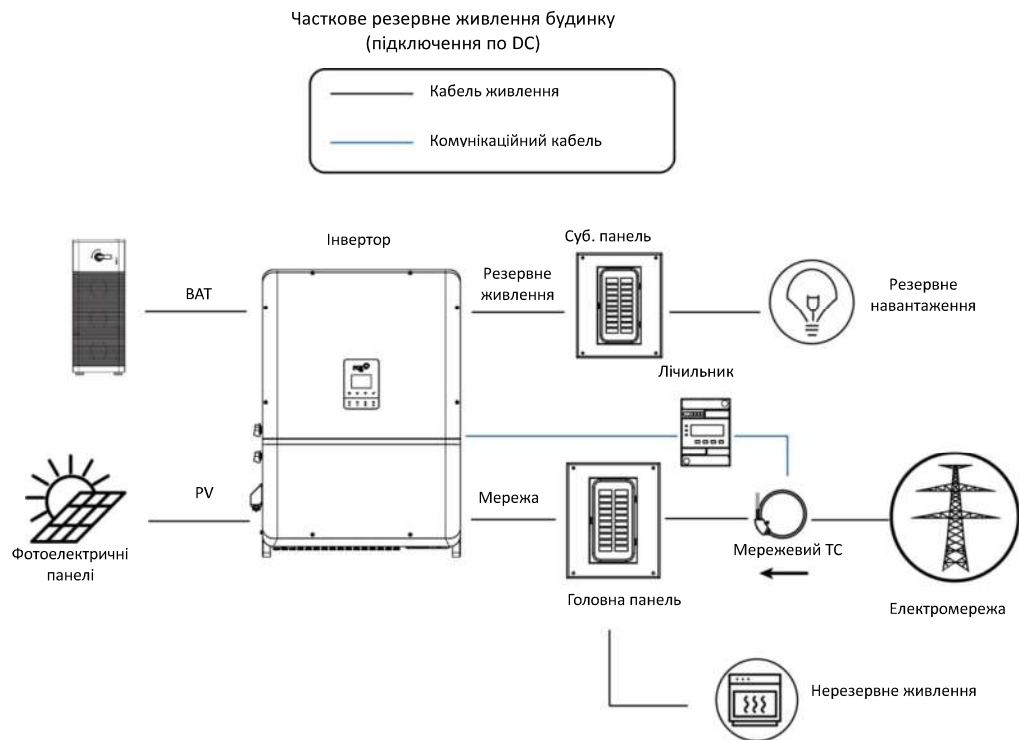 Часткове резервне живлення будинку
(підключення по DC)
Кабель живлення
Комунікаційний кабель
Інвертор
Суб. панель
BAT
Резервне
живлення
Резервне
навантаження
Лічильник
PV
Мережа
Фотоелектричні
панелі
Мережевий ТС
Головна панель
Електромережа
Нерезервне живлення